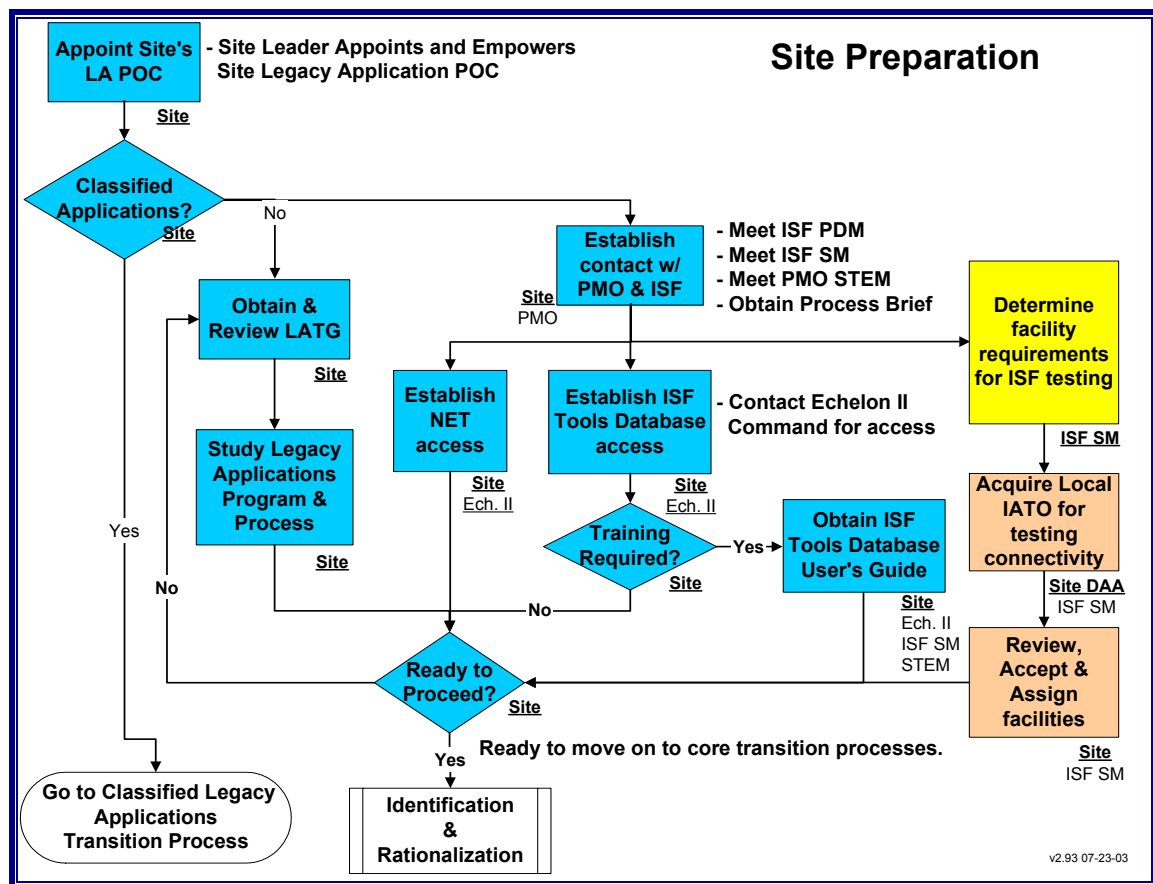 Site Preparation
Appoint Site's
LA POC
- Site Leader Appoints and Empowers
Site Legacy Application POC
Site
Classified
Applications?
Site
No
Establish
contact w/
PMO & ISF
Site
PMO
- Meet ISF PDM
- Meet ISF SM
- Meet PMO STEM
- Obtain Process Brief
Obtain &
Review LATG
Site
Determine
facility
requirements
for ISF testing
ISF SM
Establish
NET
access
Site
Ech. II
Establish ISF
Tools Database
access
Site
Ech. II
- Contact Echelon II
Command for access
Study Legacy
Applications
Program &
Process
Site
Acquire Local
IATO for
testing
connectivity
Site DAA
ISF SM
Training
Required?
Site
Yes
Obtain ISF
Tools Database
User's Guide
Site
Ech. II
ISF SM
STEM
Yes
No
No
Review,
Accept &
Assign
facilities
Site
ISF SM
Ready to
Proceed?
Site
Ready to move on to core transition processes.
Yes
Go to Classified Legacy
Applications
Transition Process
Identification
&
Rationalization
v2.93 07-23-03